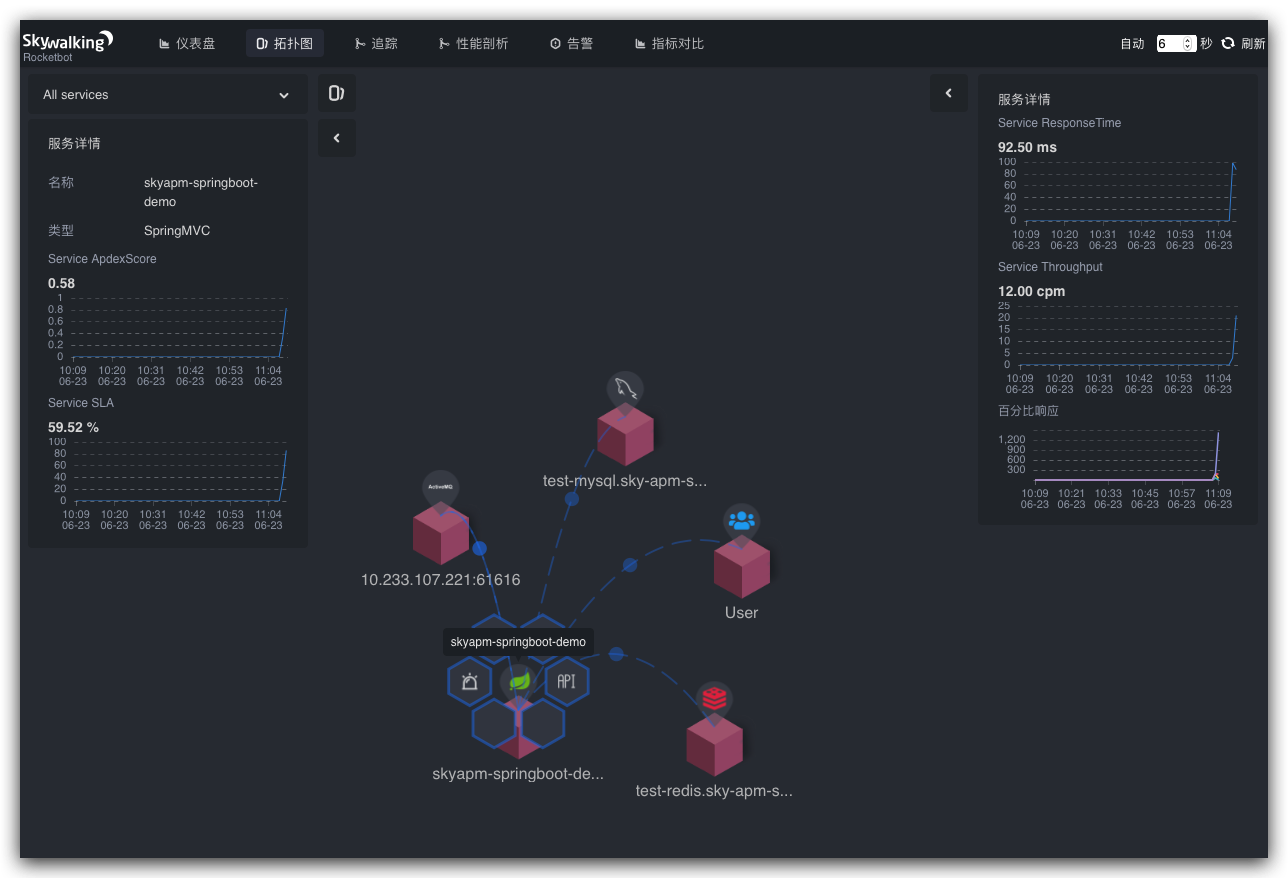 Skywalking
Rocketbot
仪表盘
拓扑图
追踪
性能剖析
告警
指标对比
自动 6 秒 刷新
All services
服务详情
名称 skyapm-springboot-
demo
类型 SpringMVC
Service ApdexScore
0.58
1
0.8
0.6
0.4
0.2
0
10:09 10:20 10:31 10:42 10:53 11:04
06-23 06-23 06-23 06-23 06-23 06-23
Service SLA
59.52 %
100
80
60
40
20
0
10:09 10:20 10:31 10:42 10:53 11:04
06-23 06-23 06-23 06-23 06-23 06-23
test-mysql.sky-apm-s...
ActiveMQ
10.233.107.221:61616
User
skyapm-springboot-demo
API
skyapm-springboot-de...
test-redis.sky-apm-s...
服务详情
Service ResponseTime
92.50 ms
100
80
60
40
20
0
10:09 10:20 10:31 10:42 10:53 11:04
06-23 06-23 06-23 06-23 06-23 06-23
Service Throughput
12.00 cpm
25
20
15
10
5
0
10:09 10:20 10:31 10:42 10:53 11:04
06-23 06-23 06-23 06-23 06-23 06-23
百分比响应
1,200
900
600
300
10:09 10:21 10:33 10:45 10:57 11:09
06-23 06-23 06-23 06-23 06-23 06-23